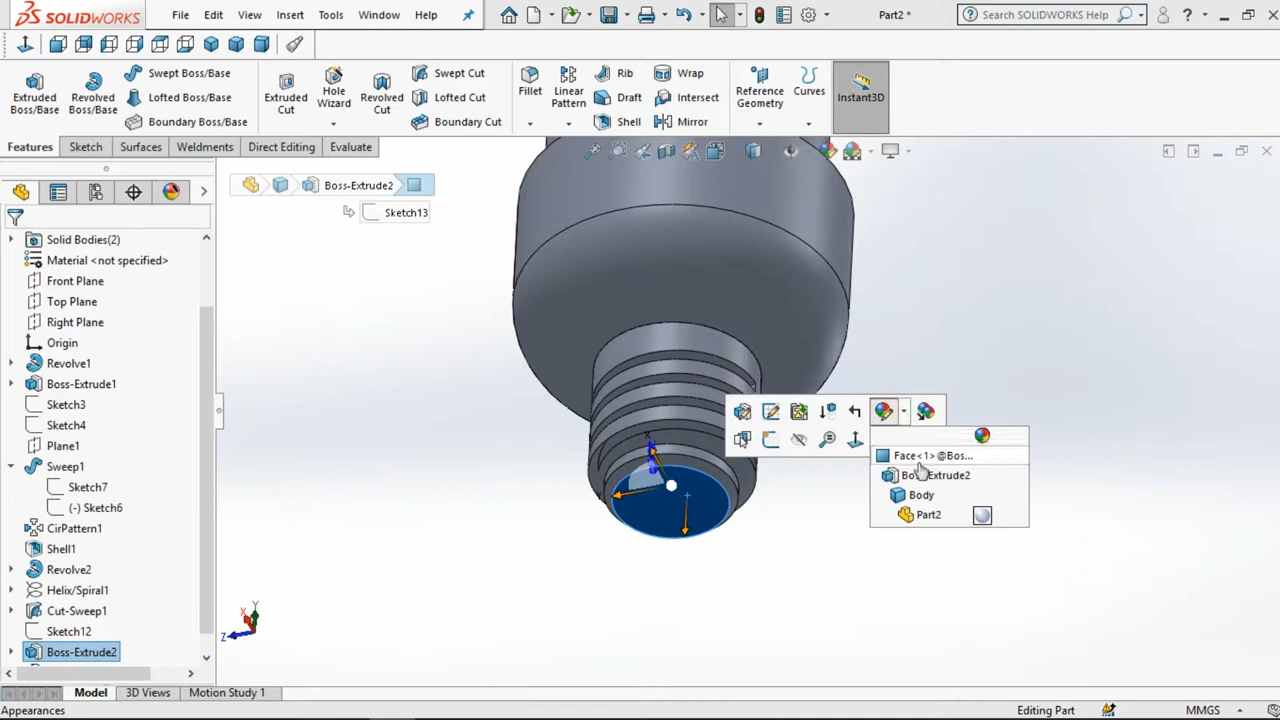 SOLIDWORKS File Edit View Insert Tools Window Help Part2 * Search SOLIDWORKS Help ?
Extruded Boss/Base Revolved Boss/Base Swept Boss/Base Lofted Boss/Base Boundary Boss/Base Extruded Cut Hole Wizard Revolved Cut Swept Cut Lofted Cut Boundary Cut Fillet Linear Pattern Rib Draft Shell Wrap Intersect Mirror Reference Geometry Curves Instant3D
Features Sketch Surfaces Weldments Direct Editing Evaluate
Boss-Extrude2
Sketch13
Solid Bodies(2)
Material <not specified>
Front Plane
Top Plane
Right Plane
Origin
Revolve1
Boss-Extrude1
Sketch3
Sketch4
Plane1
Sweep1
Sketch7
(-) Sketch6
CirPattern1
Shell1
Revolve2
Helix/Spiral1
Cut-Sweep1
Sketch12
Boss-Extrude2
X
Face<1>@Bos...
Boss-Extrude2
Body
Part2
X Y
Z
Model 3D Views Motion Study 1
Appearances Editing Part MMGS